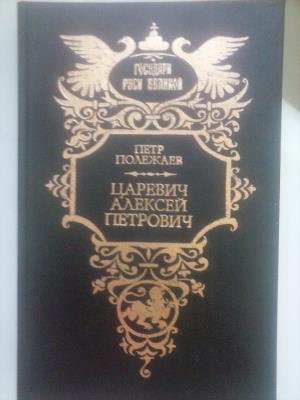 ГОСУДАРИ
РУСИ ВЕЛИКОЙ
ПЕТР
ПОЛЕЖАЕВ
ЦАРЕВИЧ
АЛЕКСЕЙ
ПЕТРОВИЧ